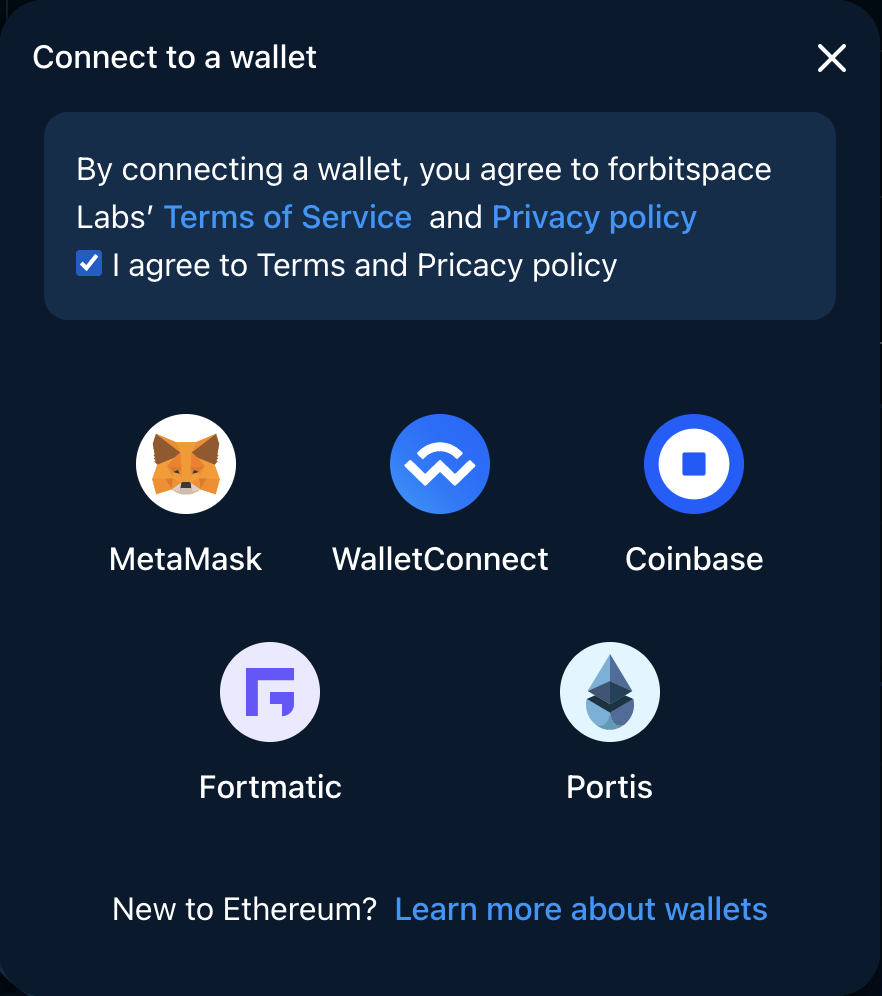 Connect to a wallet
By connecting a wallet, you agree to forbitspace
Labs’ Terms of Service and Privacy policy
I agree to Terms and Pricacy policy
MetaMask WalletConnect Coinbase
Fortmatic Portis
New to Ethereum? Learn more about wallets